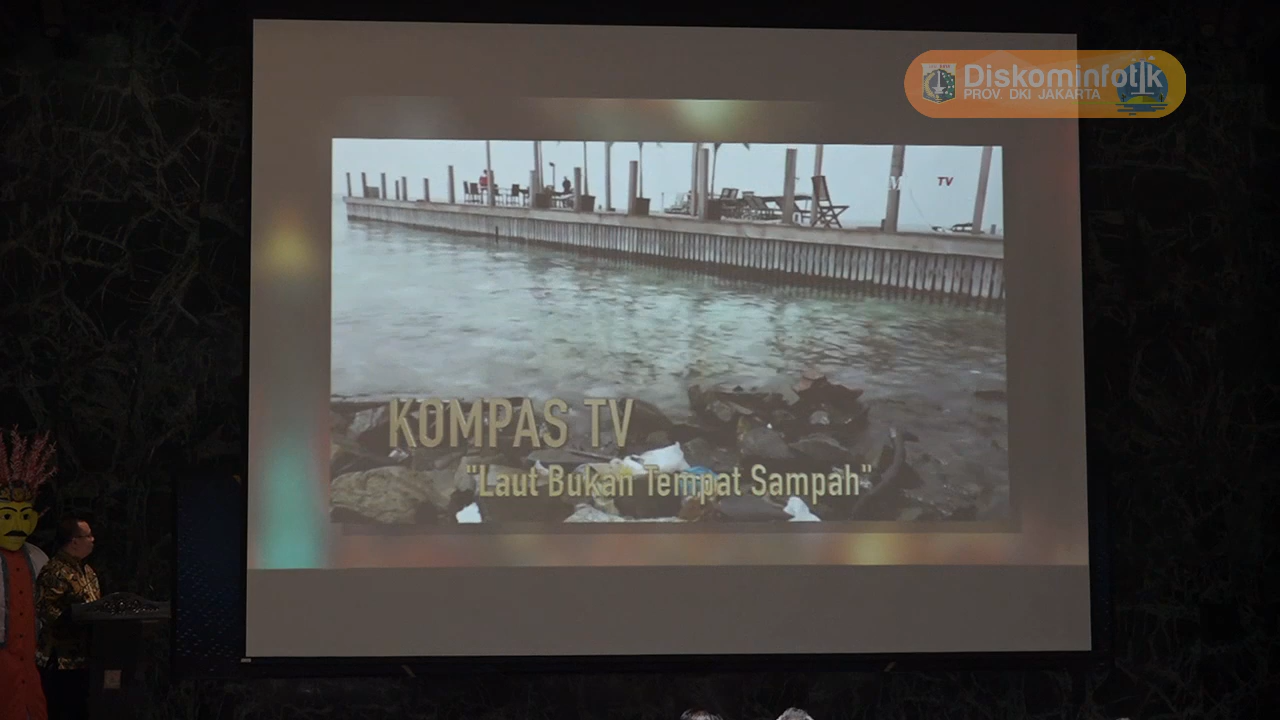 Diskominfotik
PROV. DKI JAKARTA
TV
KOMPAS TV
"Laut Bukan Tempat Sampah"